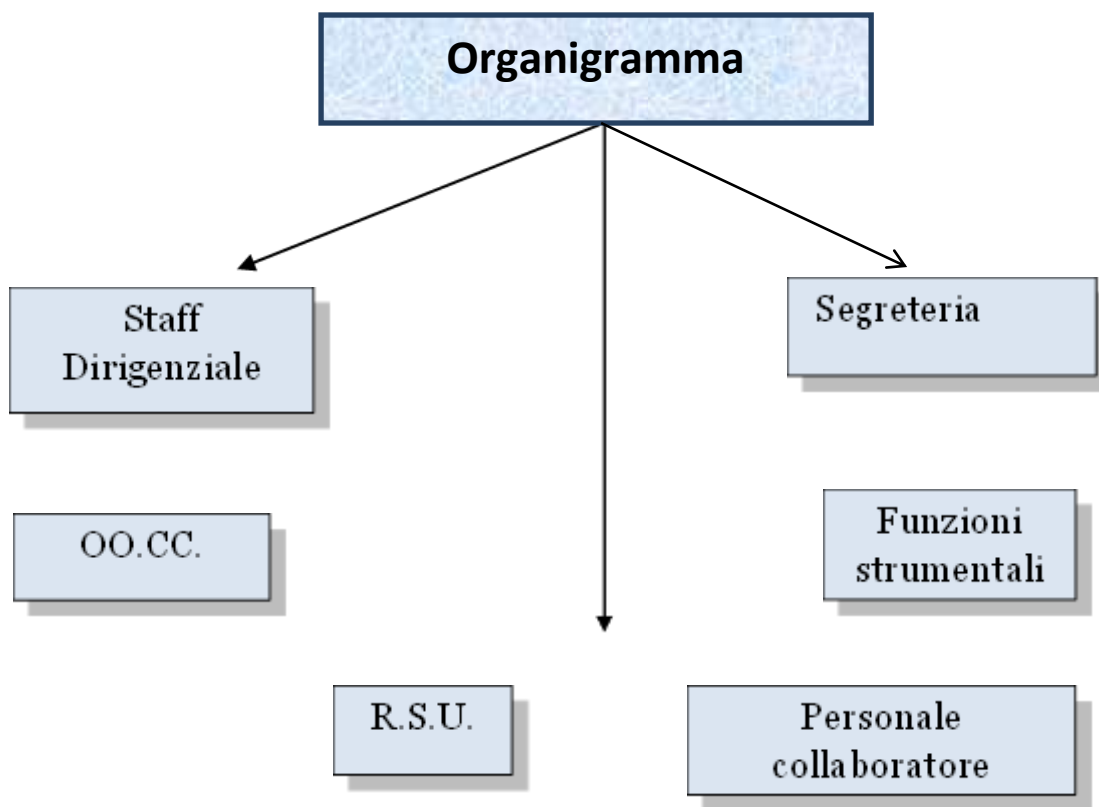 Organigramma
Staff
Dirigenziale
Segreteria
OO.CC.
Funzioni
strumentali
R.S.U.
Personale
collaboratore